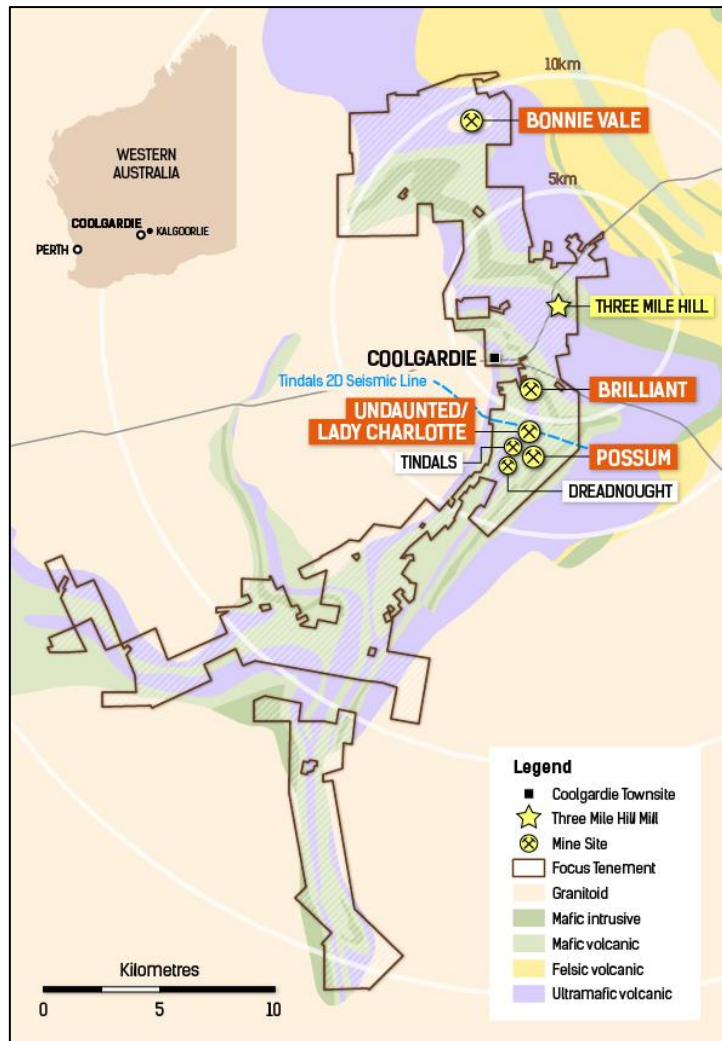 10km
BONNIE VALE
WESTERN
AUSTRALIA
5km
COOLGARDIE
KALGOORLIE
PERTH
THREE MILE HILL
COOLGARDIE
Tindals 2D Seismic Line
BRILLIANT
UNDAUNTED/
LADY CHARLOTTE
TINDALS
POSSUM
DREADNOUGHT
Legend
Coolgardie Townsite
Three Mile Hill Mill
Mine Site
Focus Tenement
Granitoid
Mafic intrusive
Mafic volcanic
Felsic volcanic
Ultramafic volcanic
Kilometres
0 5 10